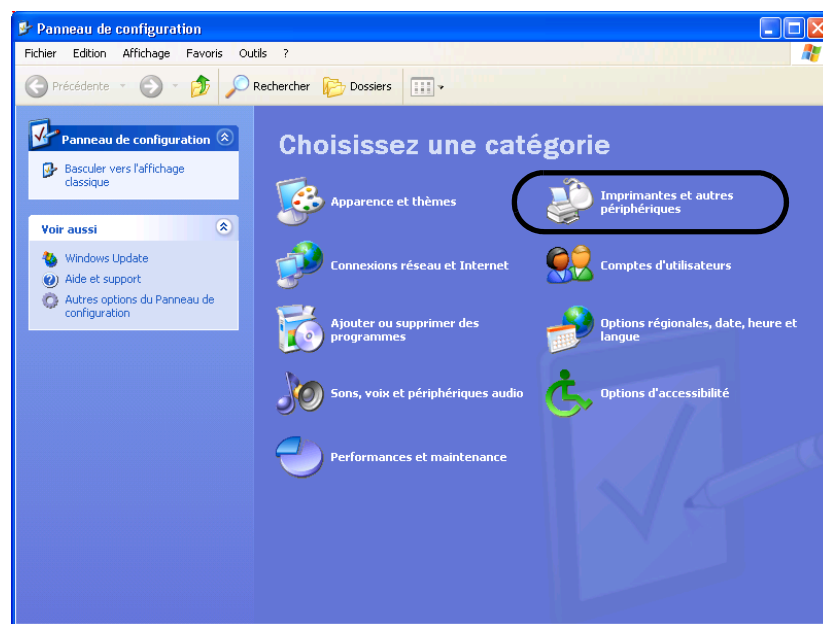 Panneau de configuration
Fichier Edition Affichage Favoris Outils ?
Précédente Rechercher Dossiers
Panneau de configuration
Basculer vers l'affichage
classique
Voir aussi
Windows Update
Aide et support
Autres options du Panneau de
configuration
Choisissez une catégorie
Apparence et thèmes
Imprimantes et autres
périphériques
Connexions réseau et Internet
Comptes d'utilisateurs
Ajouter ou supprimer des
programmes
Options régionales, date, heure et
langue
Sons, voix et périphériques audio
Options d'accessibilité
Performances et maintenance